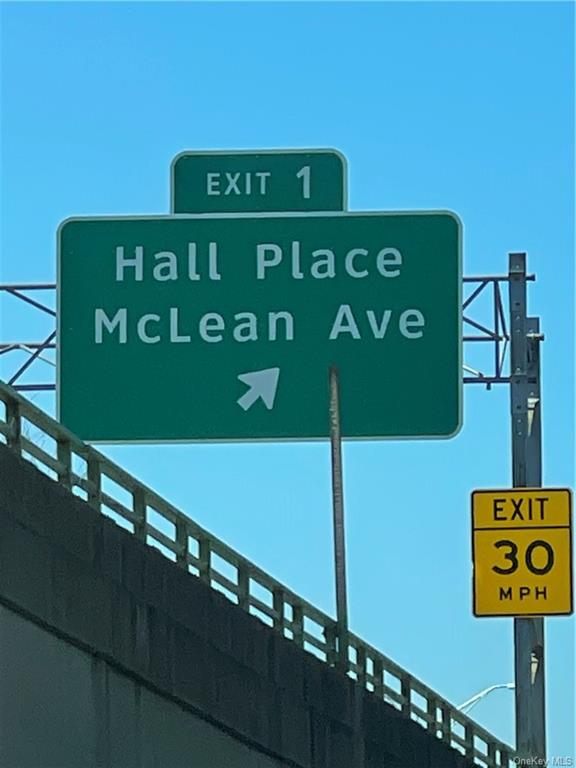 EXIT 1
Hall Place
McLean Ave
EXIT
30
MPH
OneKey MLS